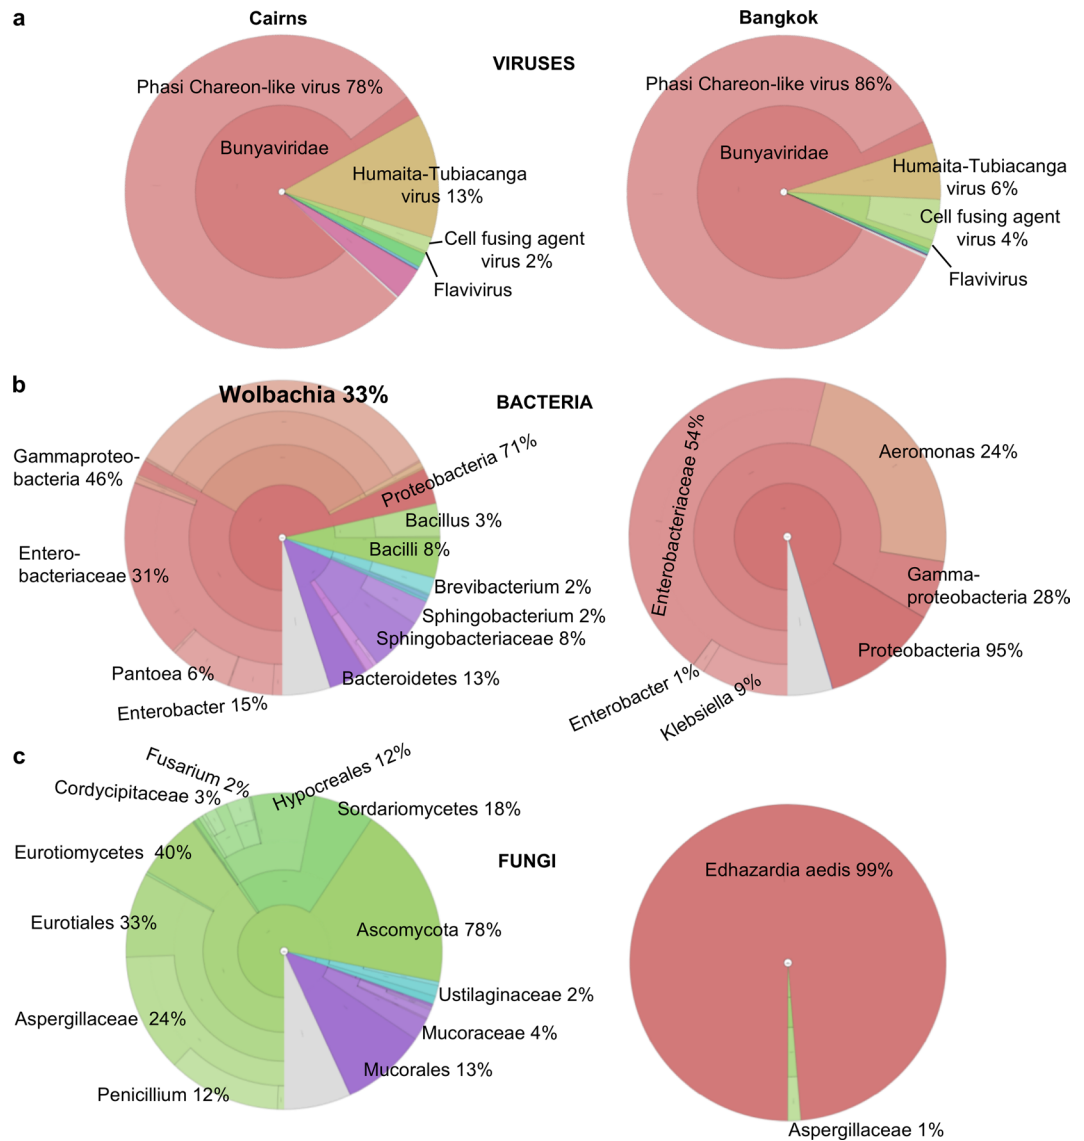 a
Cairns
Bangkok
VIRUSES
Phasi Chareon-like virus 78%
Bunyaviridae
Humaita-Tubiacanga
virus 13%
Cell fusing agent
virus 2%
Flavivirus
Phasi Chareon-like virus 86%
Bunyaviridae
Humaita-Tubiacanga
virus 6%
Cell fusing agent
virus 4%
Flavivirus
b
BACTERIA
Wolbachia 33%
Gammaproteo-
bacteria 46%
Proteobacteria 71%
Bacillus 3%
Bacilli 8%
Entero-
bacteriaceae 31%
Brevibacterium 2%
Sphingobacterium 2%
Sphingobacteriaceae 8%
Pantoea 6%
Bacteroidetes 13%
Enterobacter 15%
Enterobacteriaceae 54%
Aeromonas 24%
Gamma-
proteobacteria 28%
Proteobacteria 95%
Enterobacter 1%
Klebsiella 9%
c
FUNGI
Fusarium 2%
Hypocreales 12%
Cordycipitaceae 3%
Sordariomycetes 18%
Eurotiomycetes 40%
Eurotiales 33%
Ascomycota 78%
Aspergillaceae 24%
Ustilaginaceae 2%
Mucoraceae 4%
Mucorales 13%
Penicillium 12%
Edhazardia aedis 99%
Aspergillaceae 1%